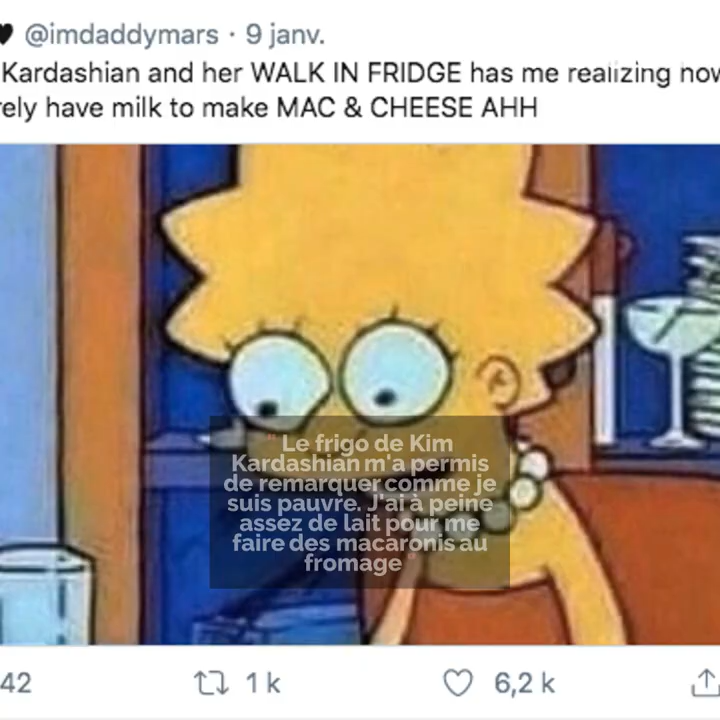 @imdaddymars · 9 janv.
Kardashian and her WALK IN FRIDGE has me realizing now
rely have milk to make MAC & CHEESE AHH
" Le frigo de Kim
Kardashian m'a permis
de remarquer comme je
suis pauvre. J'ai à peine
assez de lait pour me
faire des macaronis au
fromage "
42 1 k 6,2 k